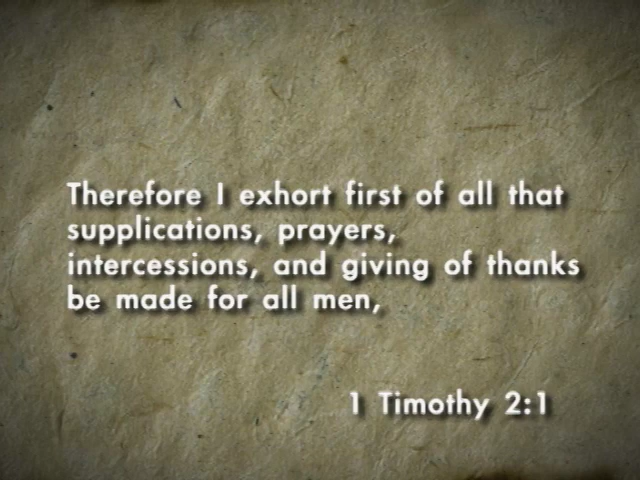 Therefore I exhort first of all that
supplications, prayers,
intercessions, and giving of thanks
be made for all men,
1 Timothy 2:1